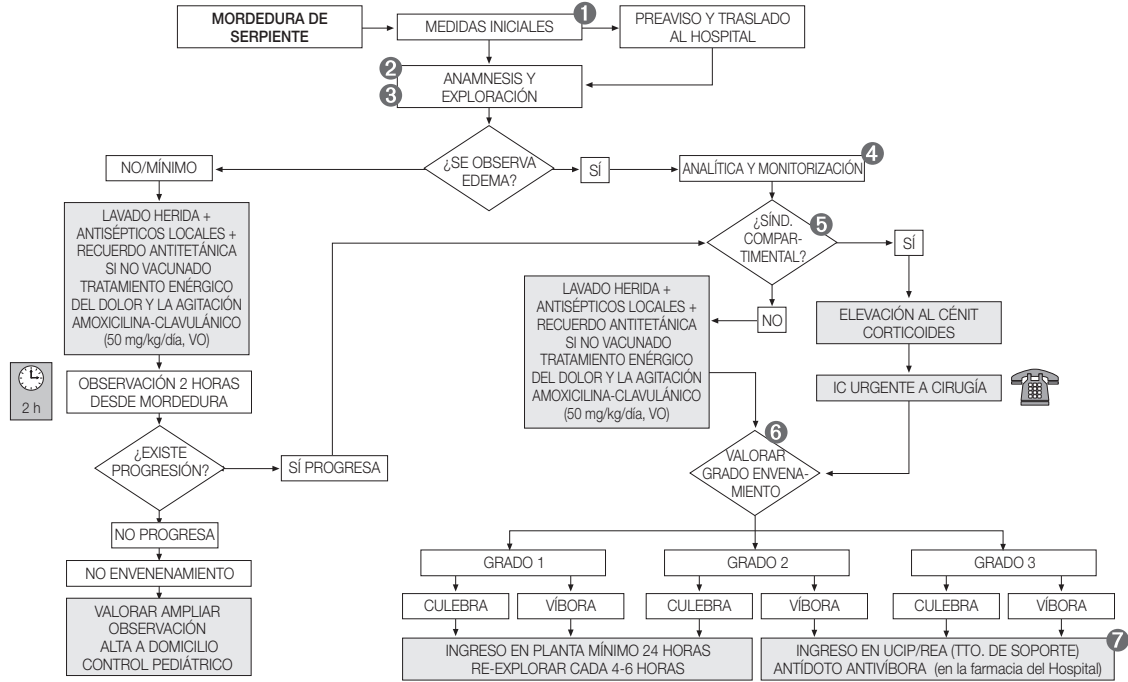 MORDEDURA DE
SERPIENTE
MEDIDAS INICIALES
1
PREAVISO Y TRASLADO
AL HOSPITAL
2
3
ANAMNESIS Y
EXPLORACIÓN
¿SE OBSERVA
EDEMA?
NO/MÍNIMO
SÍ
ANALÍTICA Y MONITORIZACIÓN
4
LAVADO HERIDA +
ANTISÉPTICOS LOCALES +
RECUERDO ANTITETÁNICA
SI NO VACUNADO
TRATAMIENTO ENÉRGICO
DEL DOLOR Y LA AGITACIÓN
AMOXICILINA-CLAVULÁNICO
(50 mg/kg/día, VO)
¿SÍND.
COMPAR-
TIMENTAL?
5
SÍ
NO
LAVADO HERIDA +
ANTISÉPTICOS LOCALES +
RECUERDO ANTITETÁNICA
SI NO VACUNADO
TRATAMIENTO ENÉRGICO
DEL DOLOR Y LA AGITACIÓN
AMOXICILINA-CLAVULÁNICO
(50 mg/kg/día, VO)
ELEVACIÓN AL CÉNIT
CORTICOIDES
IC URGENTE A CIRUGÍA
2 h
OBSERVACIÓN 2 HORAS
DESDE MORDEDURA
¿EXISTE
PROGRESIÓN?
SÍ PROGRESA
6
VALORAR
GRADO ENVENA-
MIENTO
NO PROGRESA
NO ENVENENAMIENTO
VALORAR AMPLIAR
OBSERVACIÓN
ALTA A DOMICILIO
CONTROL PEDIÁTRICO
GRADO 1
GRADO 2
GRADO 3
CULEBRA
VÍBORA
CULEBRA
VÍBORA
CULEBRA
VÍBORA
INGRESO EN PLANTA MÍNIMO 24 HORAS
RE-EXPLORAR CADA 4-6 HORAS
7
INGRESO EN UCIP/REA (TTO. DE SOPORTE)
ANTÍDOTO ANTIVÍBORA (en la farmacia del Hospital)